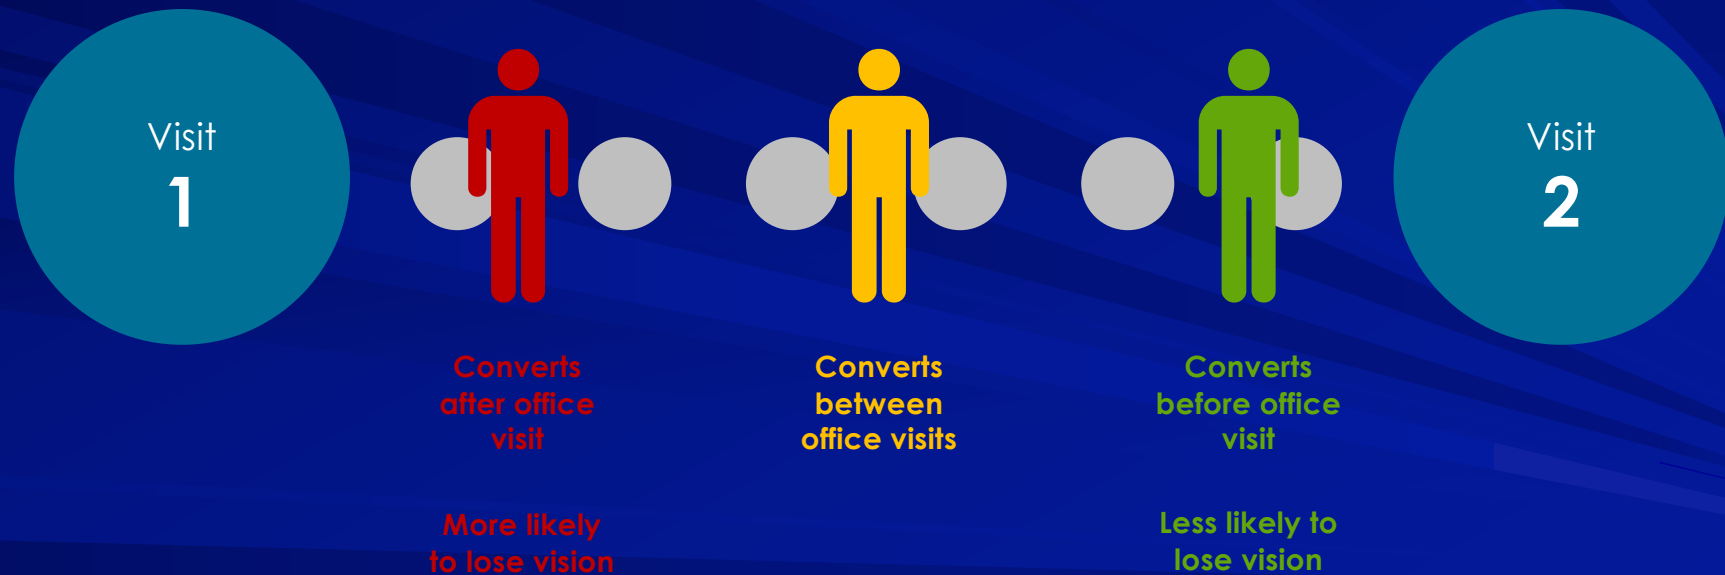 Visit
1
Converts
after office
visit
More likely
to lose vision
Converts
between
office visits
Converts
before office
visit
Less likely to
lose vision
Visit
2